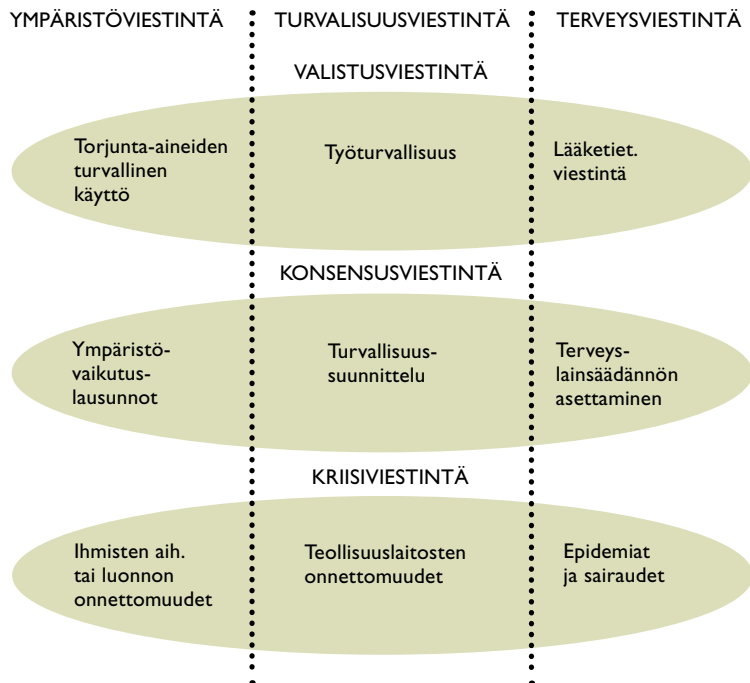 YMPÄRISTÖVIESTINTÄ
TURVALISUUSVIESTINTÄ
TERVEYSVIESTINTÄ
VALISTUSVIESTINTÄ
Torjunta-aineiden
turvallinen
käyttö
Työturvallisuus
Lääketiet.
viestintä
KONSENSUSVIESTINTÄ
Ympäristö-
vaikutus-
lausunnot
Turvallisuus-
suunnittelu
Terveys-
lainsäädännön
asettaminen
KRIISIVIESTINTÄ
Ihmisten aih.
tai luonnon
onnettomuudet
Teollisuuslaitosten
onnettomuudet
Epidemiat
ja sairaudet